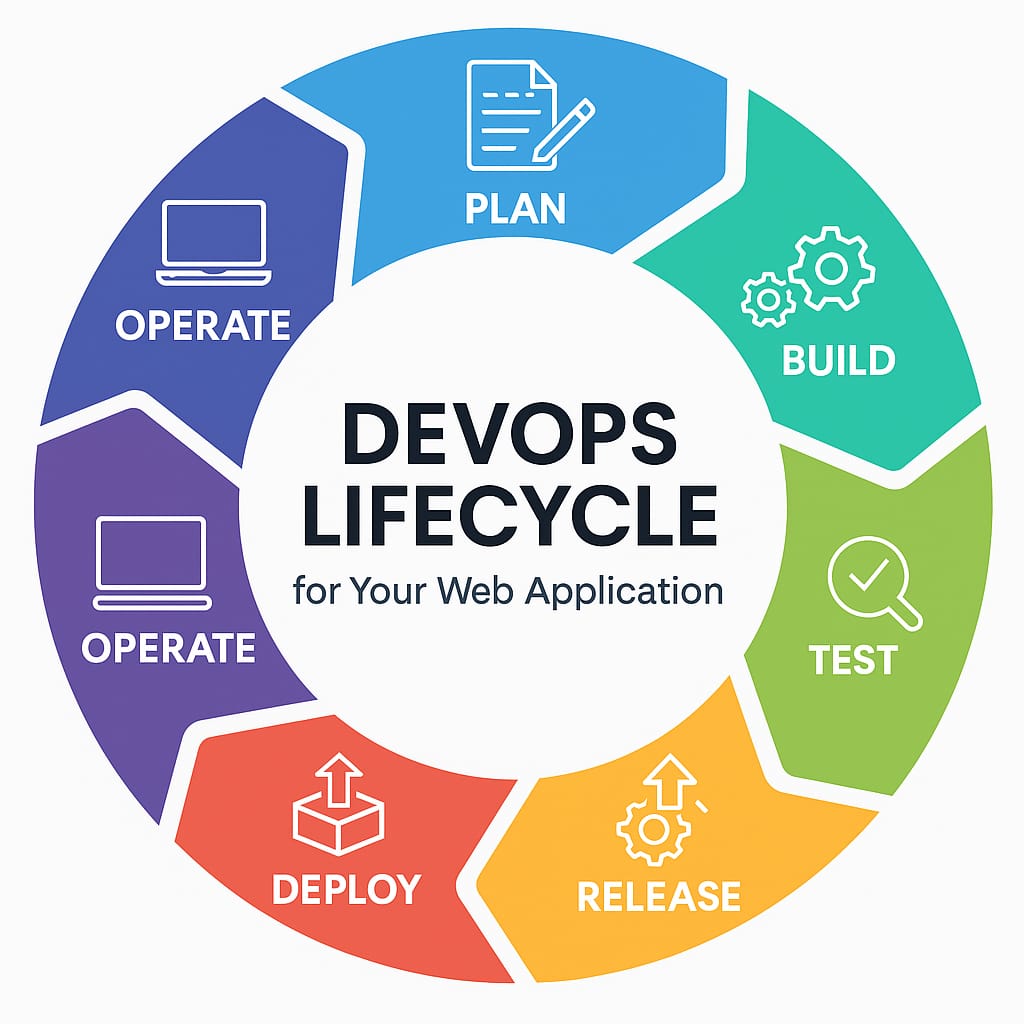 PLAN
BUILD
TEST
RELEASE
DEPLOY
OPERATE
OPERATE
DEVOPS
LIFECYCLE
for Your Web Application